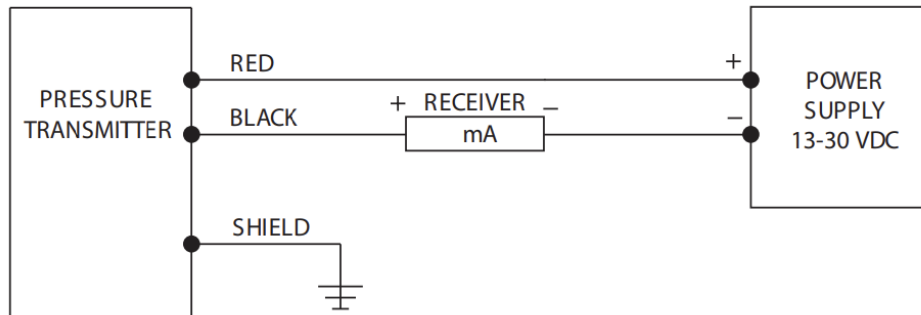 RED
+
PRESSURE
TRANSMITTER
BLACK
+ RECEIVER −
mA
−
POWER
SUPPLY
13-30 VDC
SHIELD